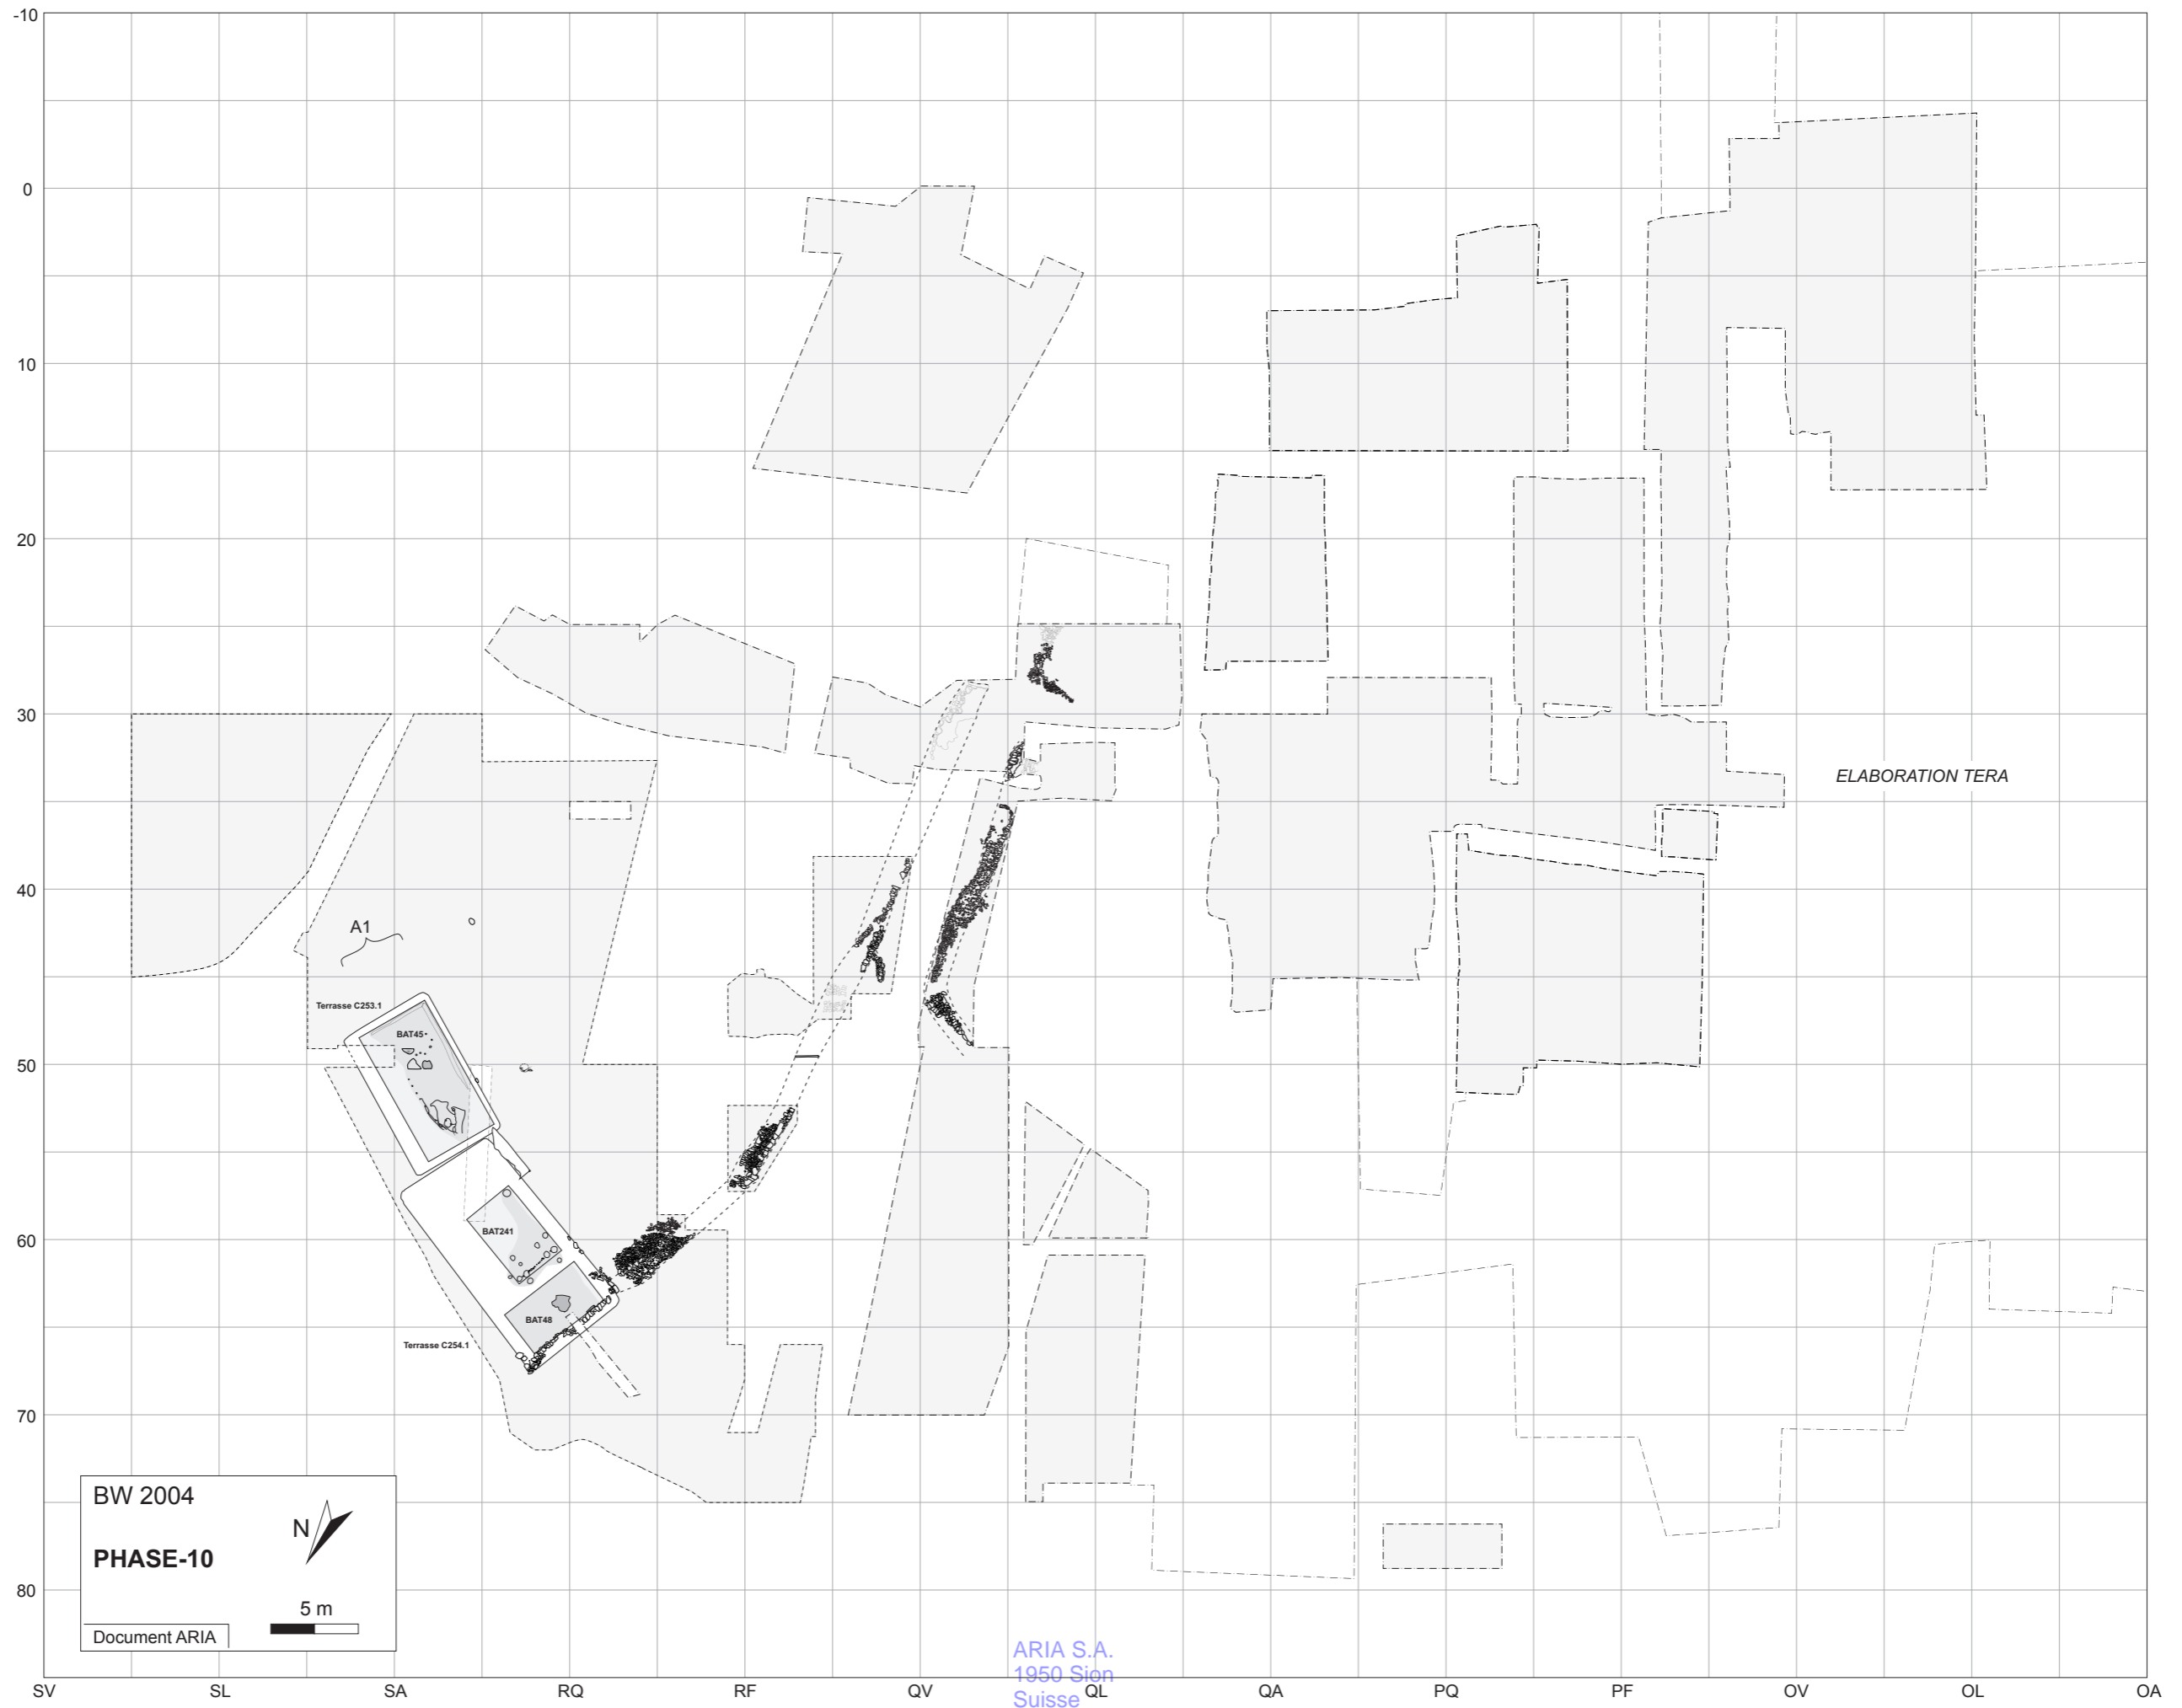 -10
0
10
20
30
ELABORATION TERA
40
A1
Terrasse C253.1
BAT45
50
60
BAT241
BAT48
Terrasse C254.1
70
BW 2004
N
PHASE-10
80
5 m
Document ARIA
ARIA S.A.
1950 Sion
Suisse
SV SL SA RQ RF QV QL QA PQ PF OV OL OA